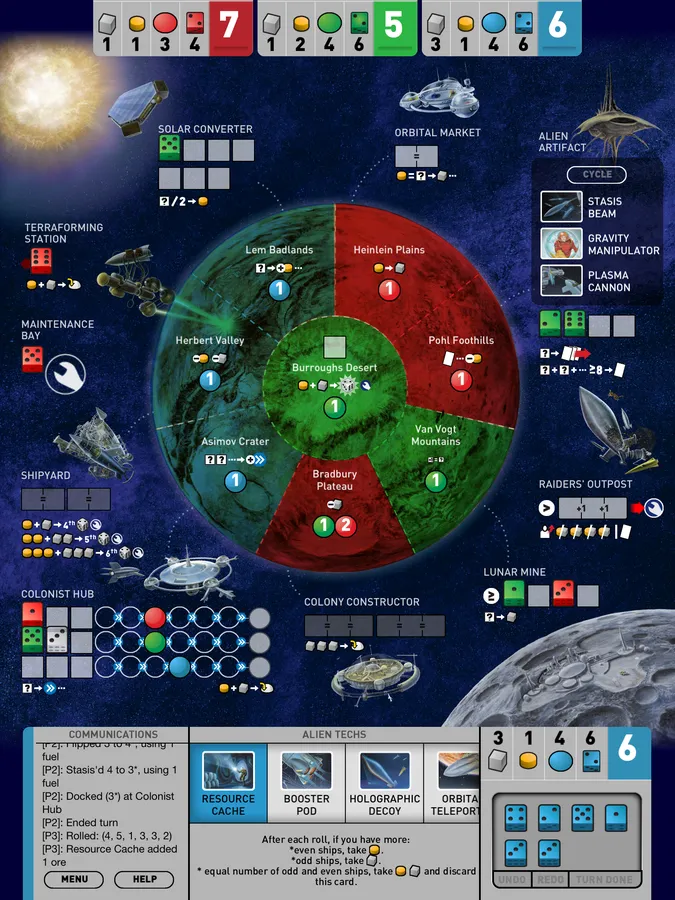 7
5
6
1 1 3 4
1 2 4 6
3 1 4 6
SOLAR CONVERTER
ORBITAL MARKET
=
? / 2 → 
= ? → ...
ALIEN
ARTIFACT
CYCLE
STASIS
BEAM
GRAVITY
MANIPULATOR
PLASMA
CANNON
? →
? + ? + ... ≥8 →
TERRAFORMING
STATION
MAINTENANCE
BAY
Lem Badlands
? → + ...
1
Heinlein Plains
1
Herbert Valley
1
Burroughs Desert
1
Pohl Foothills
...
1
Asimov Crater
? ? ... → + »
1
Van Vogt
Mountains
1
Bradbury
Plateau
1 2
SHIPYARD
= =
+ → 4th
+ → 5th
+ → 6th
RAIDERS' OUTPOST
> +1 +1
LUNAR MINE
≥
? →
COLONIST HUB
? → » ...
COLONY CONSTRUCTOR
= = = =
COMMUNICATIONS
[P2]: Flipped 3 to 4*, using 1
fuel
[P2]: Stasis'd 4 to 3*, using 1
fuel
[P2]: Docked (3*) at Colonist
Hub
[P2]: Ended turn
[P3]: Rolled: (4, 5, 1, 3, 3, 2)
[P3]: Resource Cache added
1 ore
MENU
HELP
ALIEN TECHS
RESOURCE
CACHE
BOOSTER
POD
HOLOGRAPHIC
DECOY
ORBITA
TELEPORT
After each roll, if you have more:
*even ships, take .
*odd ships, take .
* equal number of odd and even ships, take and discard
this card.
3 1 4 6
6
UNDO
REDO
TURN DONE